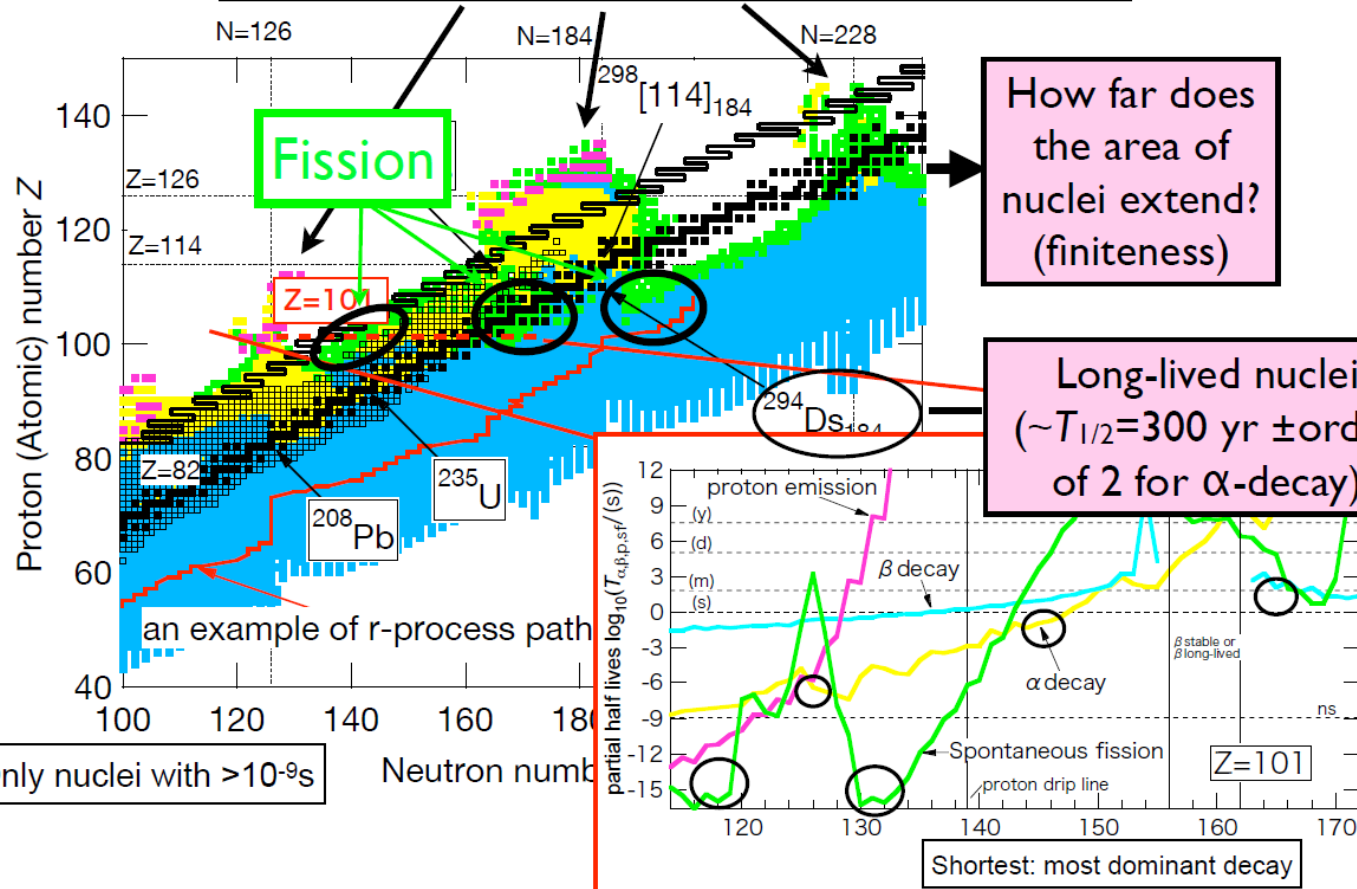 N=126
N=184
N=228
298[114]184
140
120
100
80
60
40
Proton (Atomic) number Z
Fission
Z=126
Z=114
Z=101
Z=82
208Pb
235U
294Ds184
an example of r-process path
100
120
140
160
180
Neutron numb
nly nuclei with >10-9s
How far does
the area of
nuclei extend?
(finiteness)
Long-lived nuclei
(~T1/2=300 yr ±ord
of 2 for α-decay)
partial half lives log10(Tα,β,p,sf/(s))
12
9
6
3
0
-3
-6
-9
-12
-15
(y)
(d)
(m)
(s)
proton emission
β decay
α decay
β stable or
β long-lived
ns
Spontaneous fission
proton drip line
Z=101
120
130
140
150
160
170
Shortest: most dominant decay